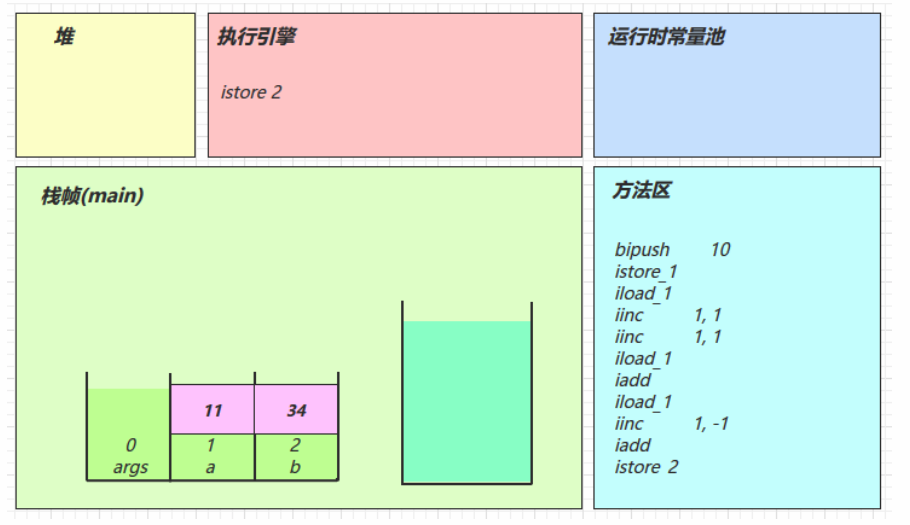 堆
执行引擎
istore 2
运行时常量池
栈帧(main)
11 34
0 1 2
args a b
方法区
bipush 10
istore_1
iload_1
iinc 1, 1
iinc 1, 1
iload_1
iadd
iload_1
iinc 1, -1
iadd
istore 2